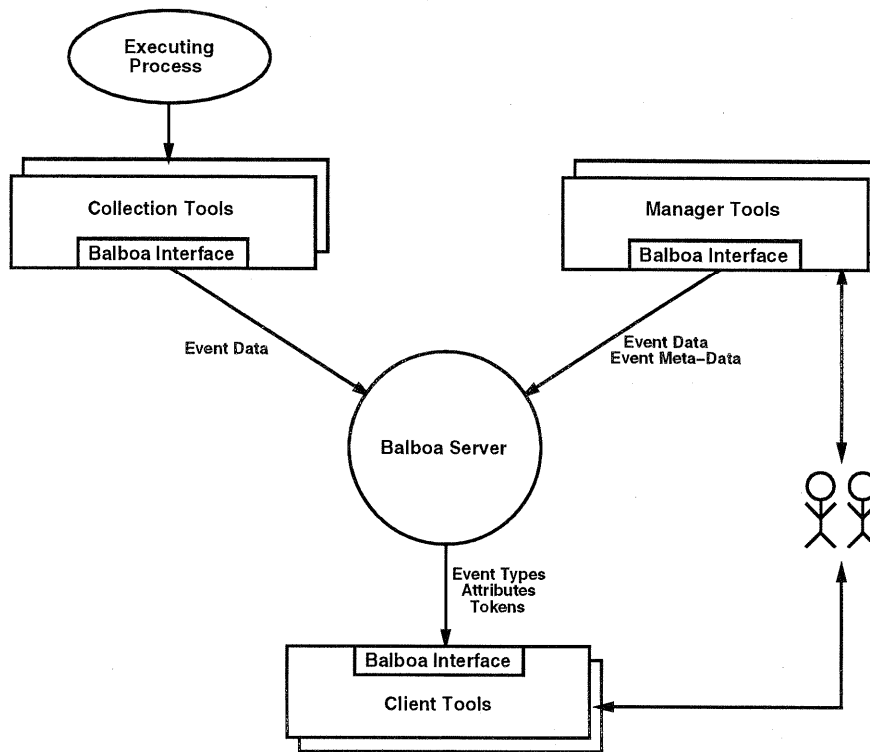 Executing
Process
Collection Tools
Balboa Interface
Manager Tools
Balboa Interface
Event Data
Event Data
Event Meta–Data
Balboa Server
Event Types
Attributes
Tokens
Balboa Interface
Client Tools